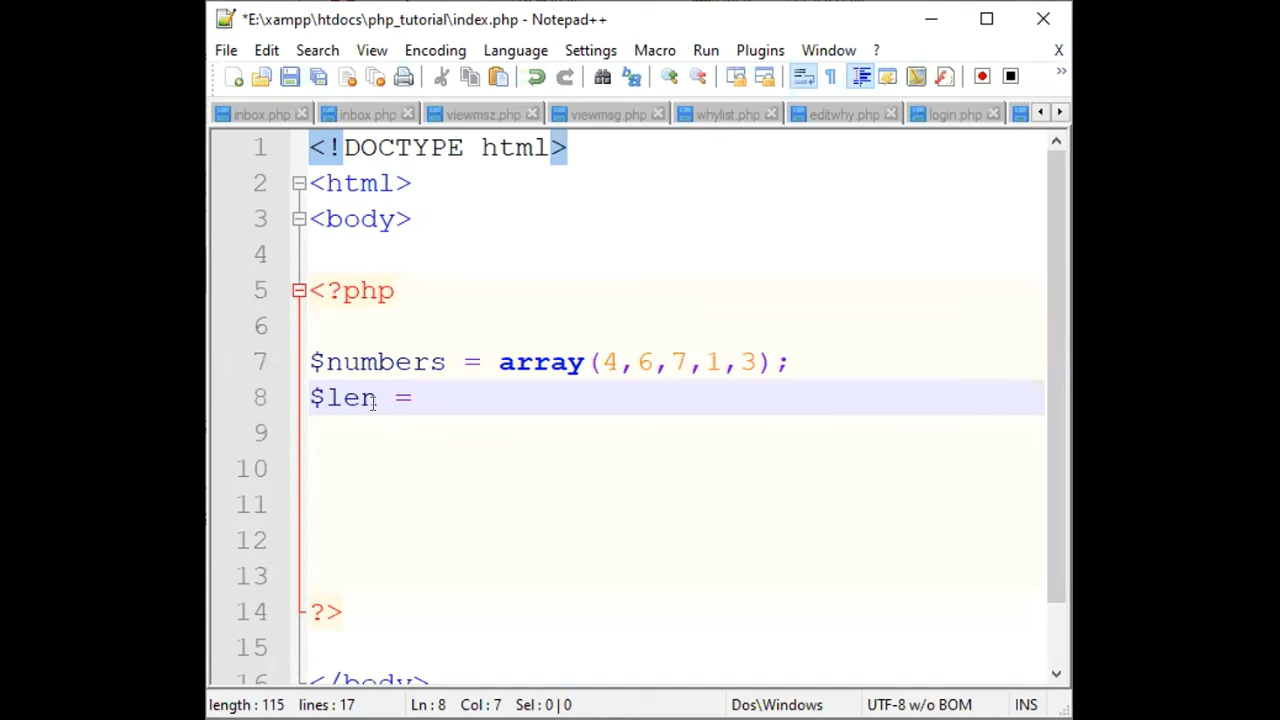 *E:\xampp\htdocs\php_tutorial\index.php - Notepad++
File Edit Search View Encoding Language Settings Macro Run Plugins Window ? X
inbox.php inbox.php viewmsz.php viewmsg.php whylist.php editwhy.php login.php
1 <!DOCTYPE html>
2 <html>
3 <body>
4
5 <?php
6
7 $numbers = array(4,6,7,1,3);
8 $len =
9
10
11
12
13
14 ?>
15
16 </body>
length : 115 lines : 17 Ln : 8 Col : 7 Sel : 0 | 0 Dos\Windows UTF-8 w/o BOM INS